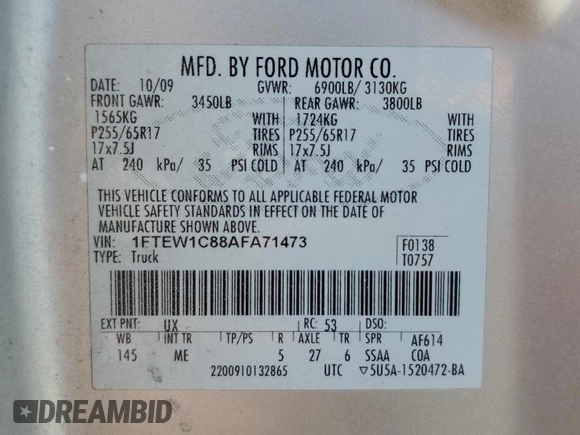 MFD. BY FORD MOTOR CO.
DATE: 10/09 GVWR: 6900LB/ 3130KG
FRONT GAWR: 3450LB REAR GAWR: 3800LB
1565KG WITH 1724KG WITH
P255/65R17 TIRES P255/65R17 TIRES
17x7.5J RIMS 17x7.5J RIMS
AT 240 kPa/ 35 PSI COLD AT 240 kPa/ 35 PSI COLD
THIS VEHICLE CONFORMS TO ALL APPLICABLE FEDERAL MOTOR
VEHICLE SAFETY STANDARDS IN EFFECT ON THE DATE OF
MANUFACTURE SHOWN ABOVE.
VIN: 1FTEW1C88AFA71473 F0138
TYPE: Truck T0757
EXT PNT: UX RC: 53 DSO:
WB INT TR TP/PS R AXLE TR SPR AF614
145 ME 5 27 6 SSAA COA
2200910132865 UTC ▽5U5A-1520472-BA
DREAMBID